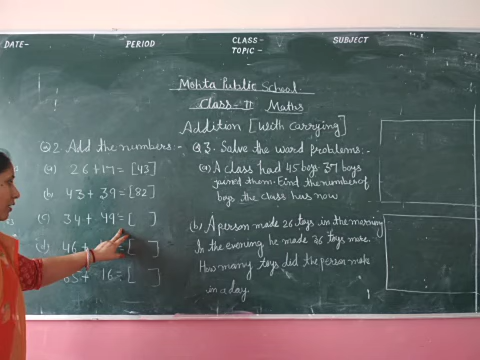 DATE- PERIOD CLASS- SUBJECT
TOPIC-
Mohta Public School
Class-II Maths
Addition [With carrying]
Q2. Add the numbers:-
(a) 26+17=[43]
(b) 43+39=[82]
(c) 34+49=[ ]
(d) 46+ [ ]
65+16=[ ]
Q3. Solve the word problems:-
(a) A class had 45 boys 37 boys
joined them. Find the number of
boys the class has now
(b) A person made 26 toys in the morning
In the evening he made 36 toys more.
How many toys did the person make
in a day.